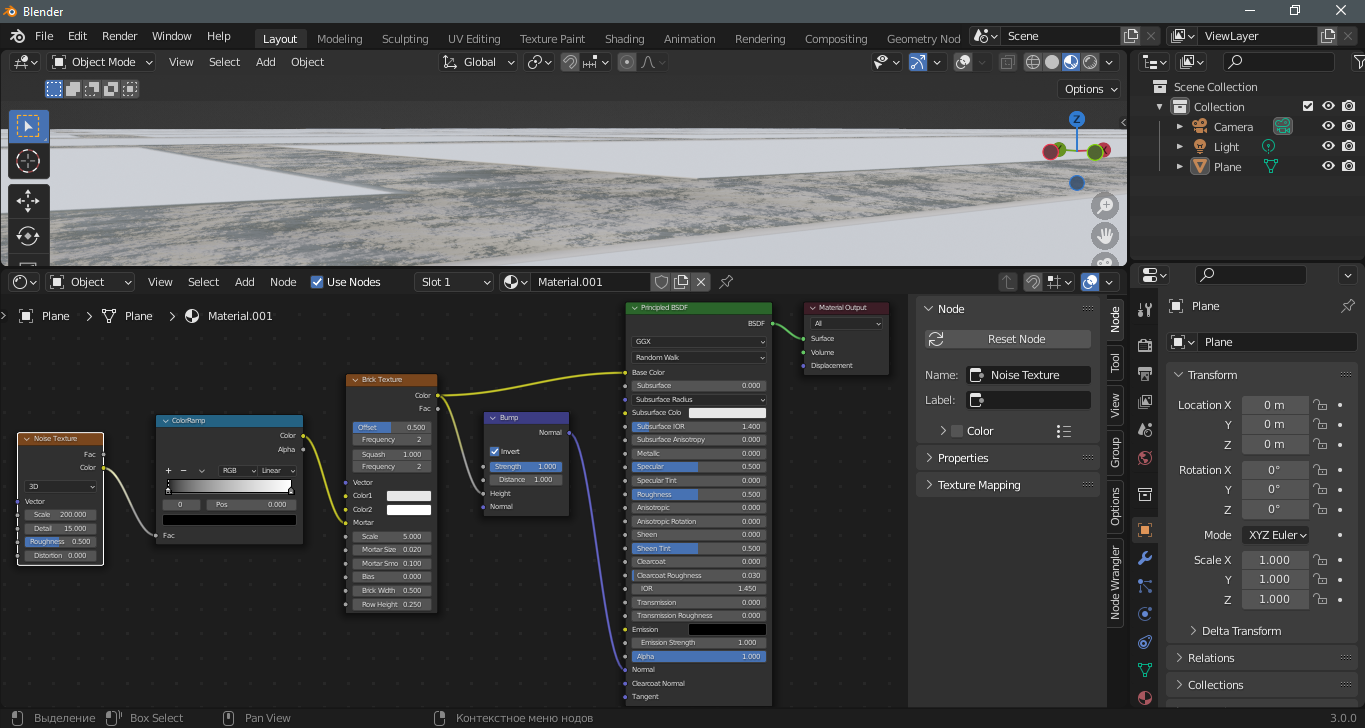 Blender
File Edit Render Window Help Layout Modeling Sculpting UV Editing Texture Paint Shading Animation Rendering Compositing Geometry Nod Scene ViewLayer
Object Mode View Select Add Object Global
Options
Z
Scene Collection
Collection
Camera
Light
Plane
Object View Select Add Node Use Nodes Slot 1 Material.001
Plane Plane Material.001
Noise Texture
Fac
Color
3D
Vector
Scale 200.000
Detail 15.000
Roughness 0.500
Distortion 0.000
ColorRamp
Color
Alpha
+ − RGB Linear
0 Pos 0.000
Fac
Brick Texture
Color
Fac
Offset 0.500
Frequency 2
Squash 1.000
Frequency 2
Vector
Color1
Color2
Mortar
Scale 5.000
Mortar Size 0.020
Mortar Smo 0.100
Bias 0.000
Brick Width 0.500
Row Height 0.250
Bump
Normal
Invert
Strength 1.000
Distance 1.000
Height
Normal
Principled BSDF
BSDF
GGX
Random Walk
Base Color
Subsurface 0.000
Subsurface Radius
Subsurface Colo
Subsurface IOR 1.400
Subsurface Anisotropy 0.000
Metallic 0.000
Specular 0.500
Specular Tint 0.000
Roughness 0.500
Anisotropic 0.000
Anisotropic Rotation 0.000
Sheen 0.000
Sheen Tint 0.500
Clearcoat 0.000
Clearcoat Roughness 0.030
IOR 1.450
Transmission 0.000
Transmission Roughness 0.000
Emission
Emission Strength 1.000
Alpha 1.000
Normal
Clearcoat Normal
Tangent
Material Output
All
Surface
Volume
Displacement
Node
Reset Node
Name: Noise Texture
Label:
Color
Properties
Texture Mapping
Node
Tool
View
Group
Options
Node Wrangler
Plane
Plane
Transform
Location X 0 m
Y 0 m
Z 0 m
Rotation X 0°
Y 0°
Z 0°
Mode XYZ Euler
Scale X 1.000
Y 1.000
Z 1.000
Delta Transform
Relations
Collections
Выделение Box Select Pan View Контекстное меню нодов 3.0.0